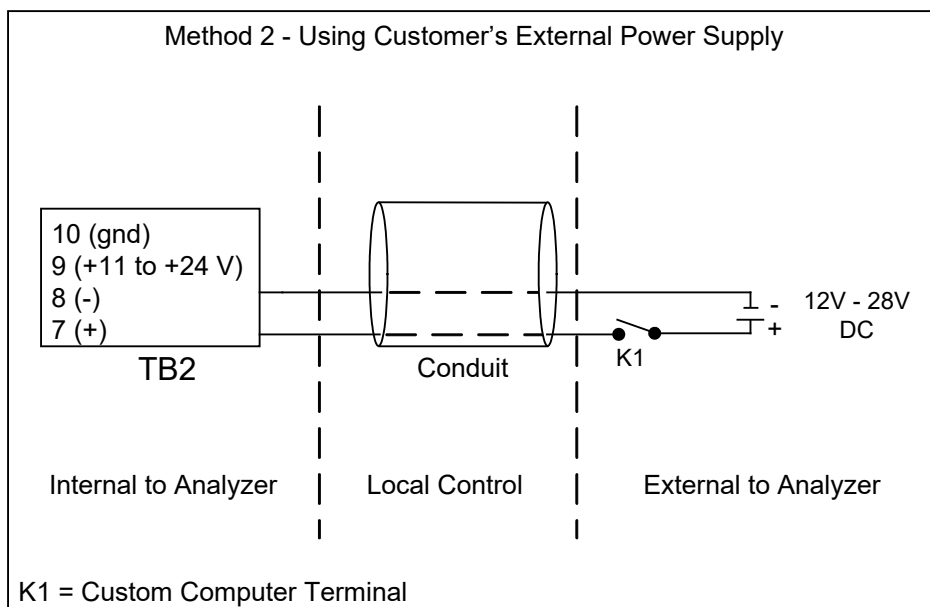 Method 2 - Using Customer’s External Power Supply
10 (gnd)
9 (+11 to +24 V)
8 (-)
7 (+)
TB2
Conduit
K1
-
+
12V - 28V
DC
Internal to Analyzer
Local Control
External to Analyzer
K1 = Custom Computer Terminal